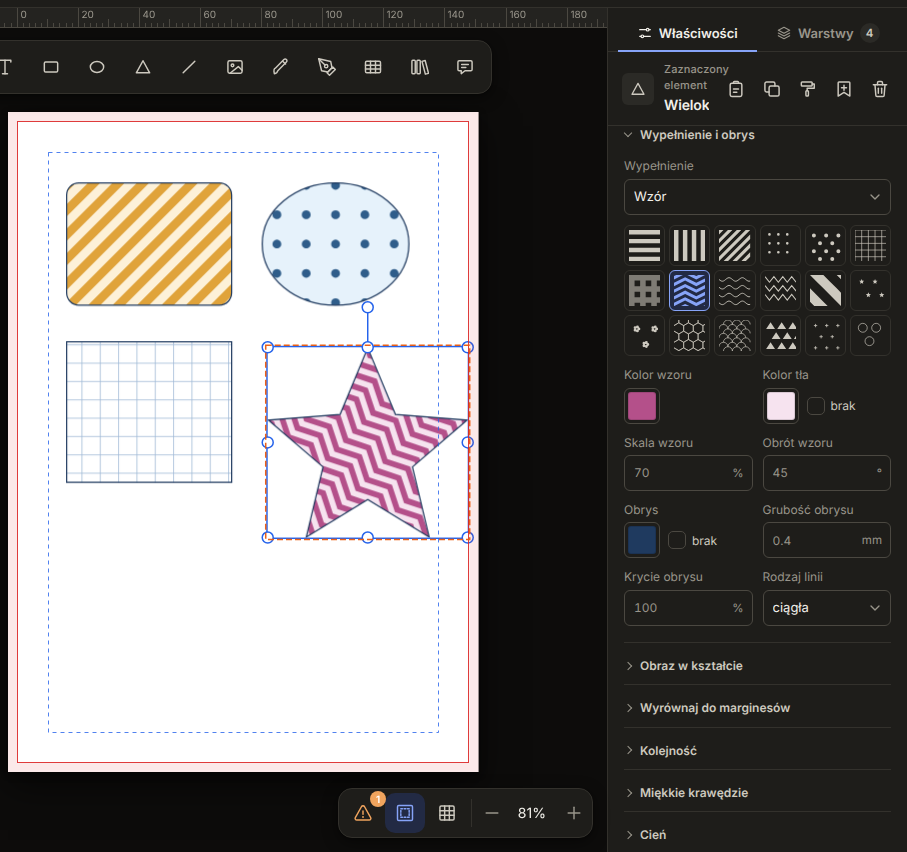 0 20 40 60 80 100 120 140 160 180
Właściwości
Warstwy 4
Zaznaczony
element
Wielok
Wypełnienie i obrys
Wypełnienie
Wzór
Kolor wzoru Kolor tła
brak
Skala wzoru Obrót wzoru
70 % 45 °
Obrys Grubość obrysu
brak 0.4 mm
Krycie obrysu Rodzaj linii
100 % ciągła
Obraz w kształcie
Wyrównaj do marginesów
Kolejność
Miękkie krawędzie
Cień
1
81%